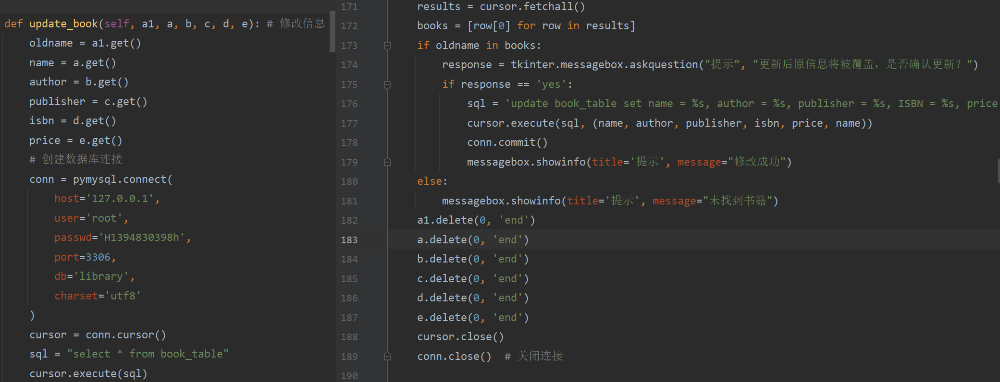 def update_book(self, a1, a, b, c, d, e): # 修改信息
oldname = a1.get()
name = a.get()
author = b.get()
publisher = c.get()
isbn = d.get()
price = e.get()
# 创建数据库连接
conn = pymysql.connect(
host='127.0.0.1',
user='root',
passwd='H1394830398h',
port=3306,
db='library',
charset='utf8'
)
cursor = conn.cursor()
sql = "select * from book_table"
cursor.execute(sql)
171 results = cursor.fetchall()
172 books = [row[0] for row in results]
173 if oldname in books:
174 response = tkinter.messagebox.askquestion("提示", "更新后原信息将被覆盖，是否确认更新？")
175 if response == 'yes':
176 sql = 'update book_table set name = %s, author = %s, publisher = %s, ISBN = %s, price
177 cursor.execute(sql, (name, author, publisher, isbn, price, name))
178 conn.commit()
179 messagebox.showinfo(title='提示', message="修改成功")
180 else:
181 messagebox.showinfo(title='提示', message="未找到书籍")
182 a1.delete(0, 'end')
183 a.delete(0, 'end')
184 b.delete(0, 'end')
185 c.delete(0, 'end')
186 d.delete(0, 'end')
187 e.delete(0, 'end')
188 cursor.close()
189 conn.close() # 关闭连接
190